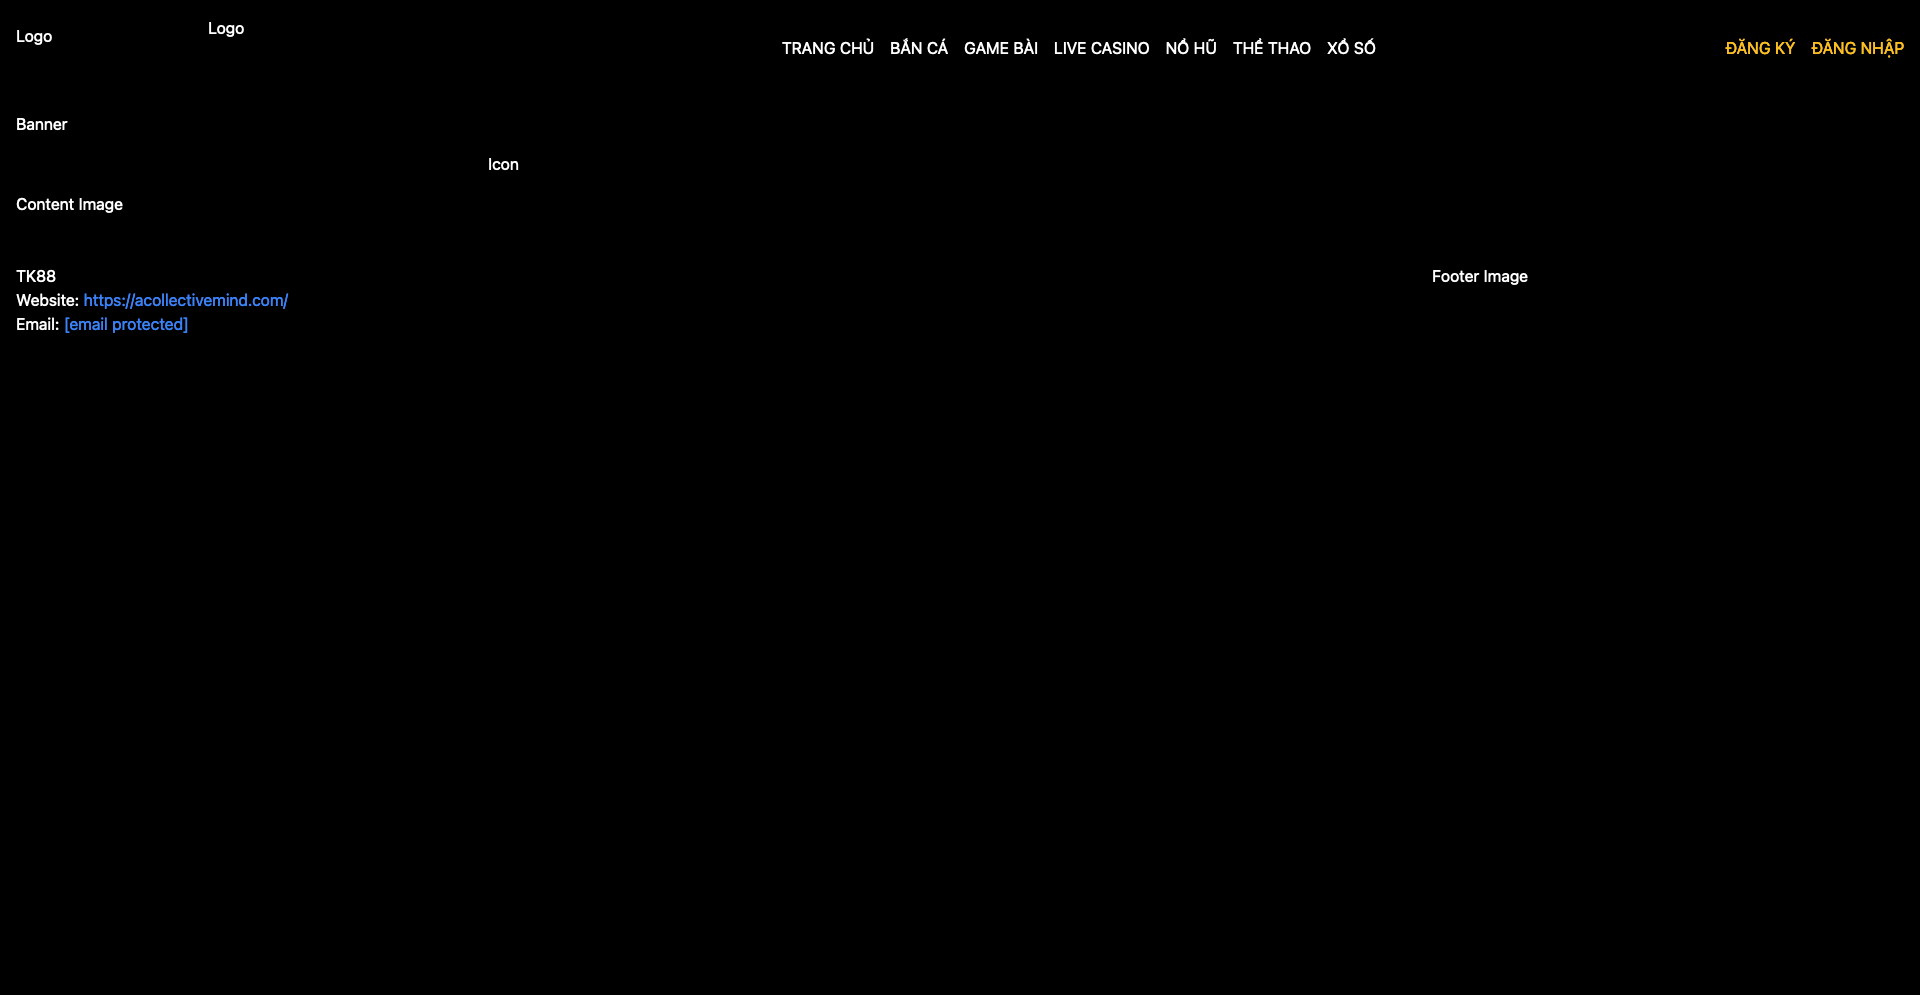 Logo
Logo
TRANG CHỦ BẮN CÁ GAME BÀI LIVE CASINO NỔ HŨ THỂ THAO XỔ SỐ
ĐĂNG KÝ ĐĂNG NHẬP
Banner
Icon
Content Image
TK88
Website: https://acollectivemind.com/
Email: [email protected]
Footer Image